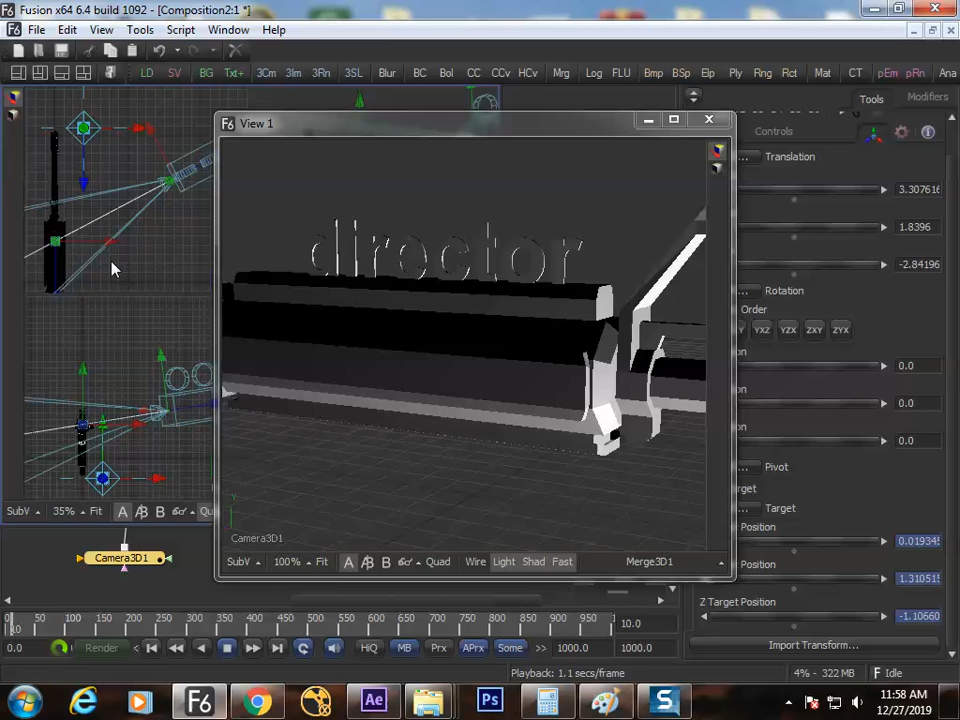 Fusion x64 6.4 build 1092 - [Composition2:1 *]
File Edit View Tools Script Window Help
LD SV BG Txt+ 3Cm 3Im 3Rn 3SL Blur BC Bol CC CCv HCv Mrg Log FLU Bmp BSp Elp Ply Rng Rct Mat CT pEm pRn Ana
Tools Modifiers
View 1
Controls
Translation
3.307616
1.8396
-2.84196
director
Rotation
Order
YXZ YZX ZXY ZYX
0.0
0.0
0.0
Pivot
Target
Position
0.019345
Position
1.310515
Z Target Position
-1.10660
Import Transform...
Camera3D1
SubV 35% Fit A B
SubV 100% Fit A B Quad Wire Light Shad Fast Merge3D1
Camera3D1
0 50 100 150 200 250 300 350 400 450 500 550 600 650 700 750 800 850 900 950
10
10.0
0.0 Render HiQ MB Prx APrx Some >> 1000.0 1000.0
Playback: 1.1 secs/frame 4% - 322 MB Idle
11:58 AM
12/27/2019